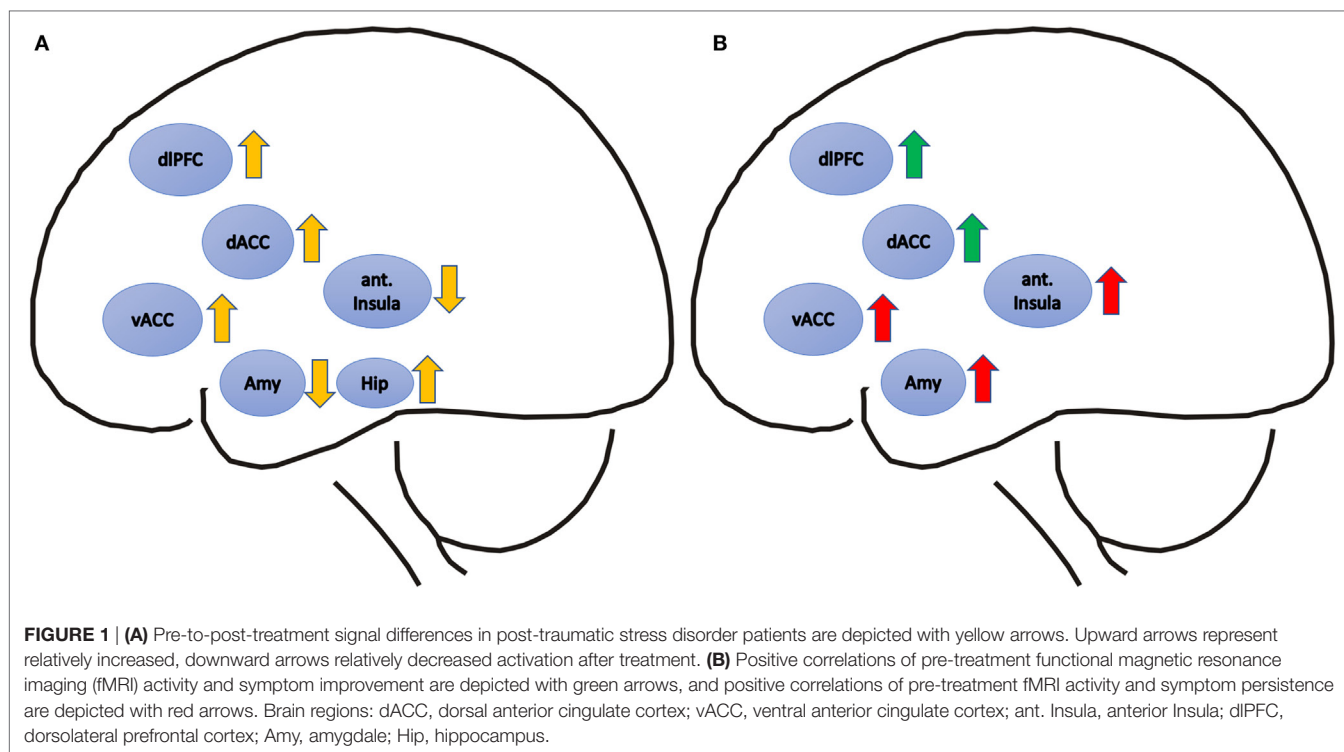 A
B
dlPFC
dACC
ant.
Insula
vACC
Amy
Hip
dlPFC
dACC
ant.
Insula
vACC
Amy
FIGURE 1 | (A) Pre-to-post-treatment signal differences in post-traumatic stress disorder patients are depicted with yellow arrows. Upward arrows represent
relatively increased, downward arrows relatively decreased activation after treatment. (B) Positive correlations of pre-treatment functional magnetic resonance
imaging (fMRI) activity and symptom improvement are depicted with green arrows, and positive correlations of pre-treatment fMRI activity and symptom persistence
are depicted with red arrows. Brain regions: dACC, dorsal anterior cingulate cortex; vACC, ventral anterior cingulate cortex; ant. Insula, anterior Insula; dlPFC,
dorsolateral prefrontal cortex; Amy, amygdale; Hip, hippocampus.